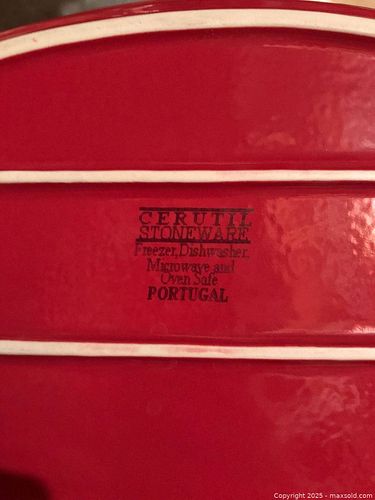 CERUTIL
STONEWARE
Freezer, Dishwasher,
Microwave and
Oven Safe
PORTUGAL
Copyright 2025 - maxsold.com